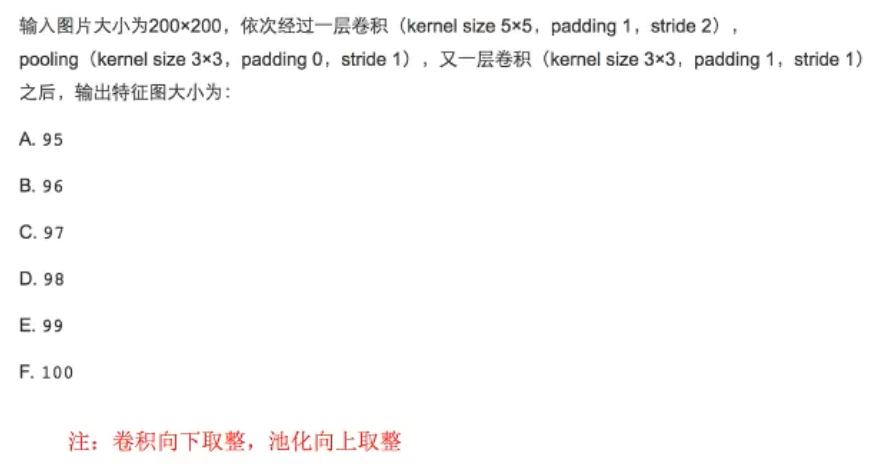 输入图片大小为200×200，依次经过一层卷积（kernel size 5×5，padding 1，stride 2），
pooling（kernel size 3×3，padding 0，stride 1），又一层卷积（kernel size 3×3，padding 1，stride 1）
之后，输出特征图大小为：
A. 95
B. 96
C. 97
D. 98
E. 99
F. 100
注：卷积向下取整，池化向上取整